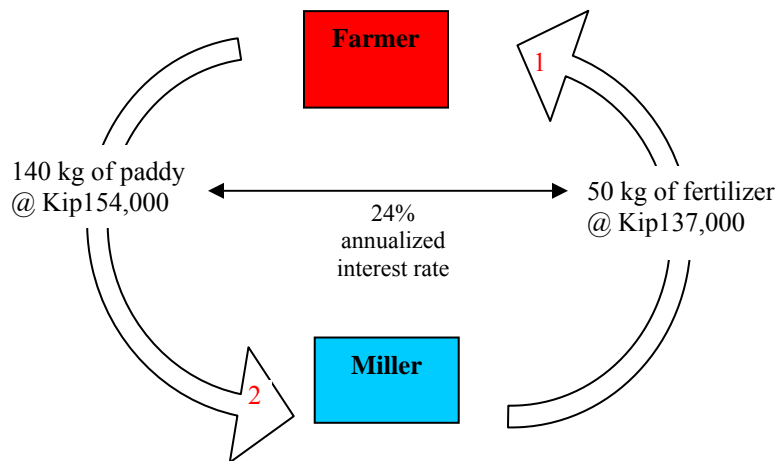 Farmer
1
140 kg of paddy
@ Kip154,000
24%
annualized
interest rate
50 kg of fertilizer
@ Kip137,000
Miller
2